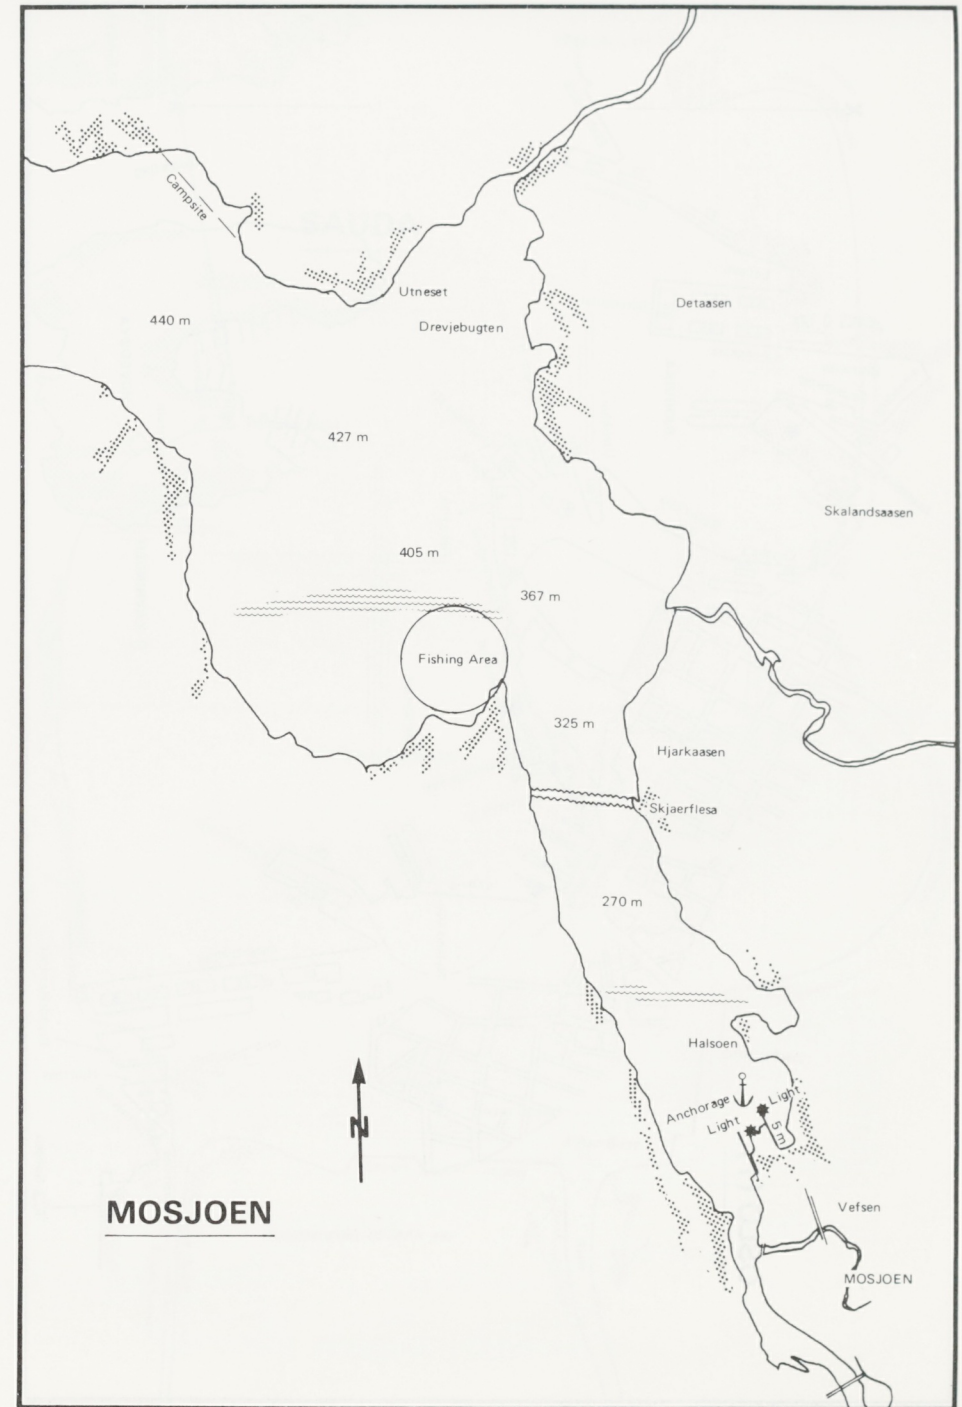 Campsite
Utneset
Detaasen
440 m
Drevjebugten
427 m
Skalandsaasen
405 m
367 m
Fishing Area
325 m
Hjarkaasen
Skjaerflesa
270 m
Halsoen
Anchorage
Light
Light
5 m
N
MOSJOEN
Vefsen
MOSJOEN